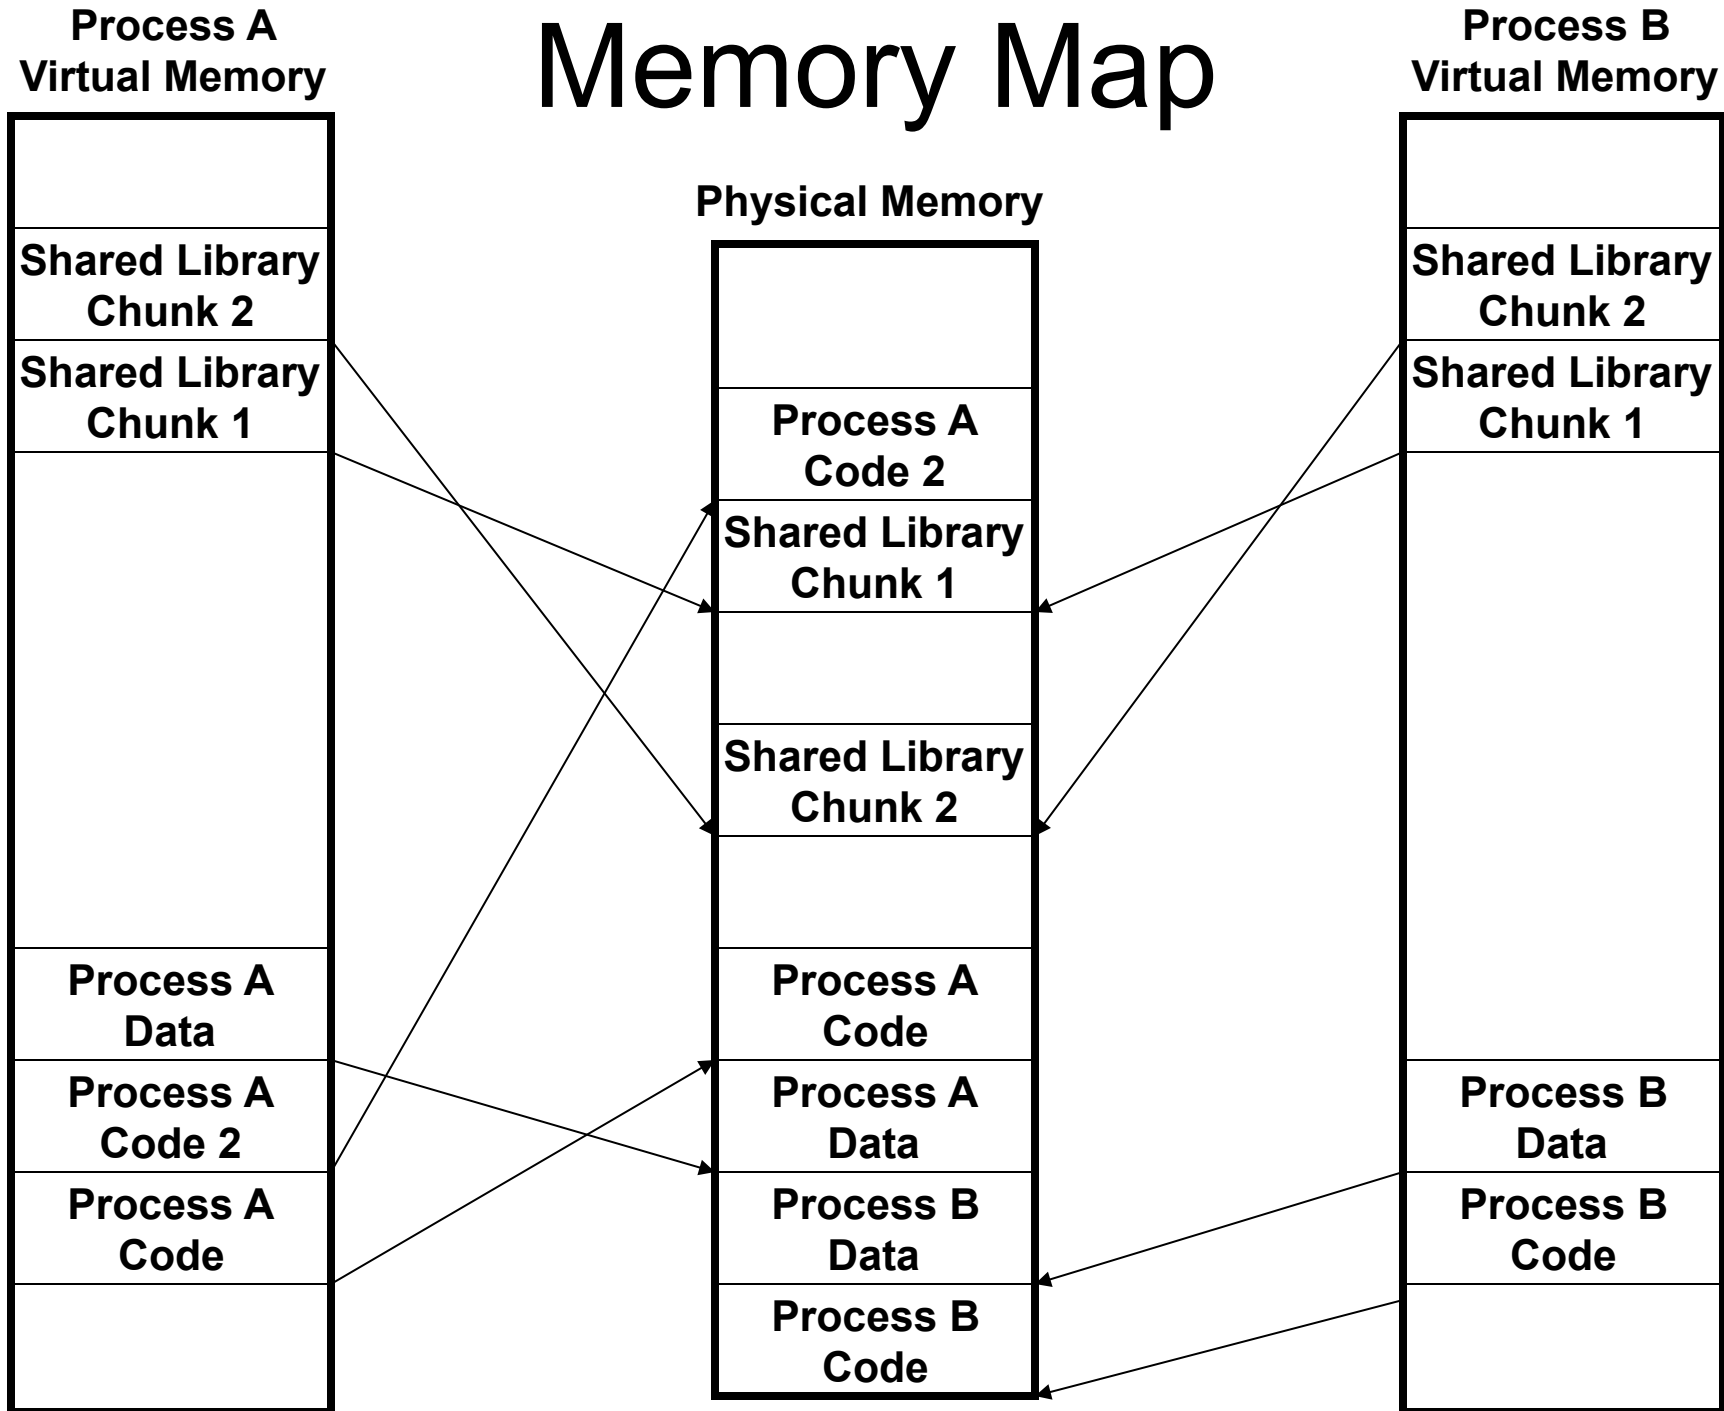 Process A
Virtual Memory
Memory Map
Process B
Virtual Memory
Physical Memory
Shared Library
Chunk 2
Shared Library
Chunk 1
Process A
Data
Process A
Code 2
Process A
Code
Process A
Code 2
Shared Library
Chunk 1
Shared Library
Chunk 2
Process A
Code
Process A
Data
Process B
Data
Process B
Code
Shared Library
Chunk 2
Shared Library
Chunk 1
Process B
Data
Process B
Code